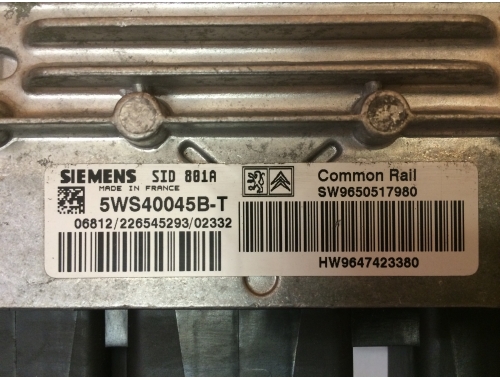 SIEMENS SID 801A
MADE IN FRANCE
5WS40045B-T
06812/226545293/02332
Common Rail
SW9650517980
HW9647423380